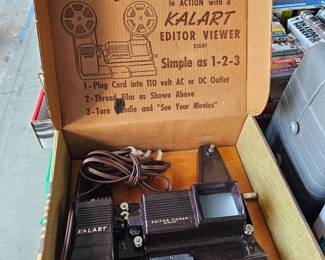 in ACTION with a
KALART
EDITOR VIEWER
EIGHT
Simple as 1-2-3
1 - Plug Cord into 110 volt AC or DC Outlet
2 - Thread Film as Shown Above
3 - Turn Handle and "See Your Movies"
EDITOR VIEWER
EIGHT
KALART